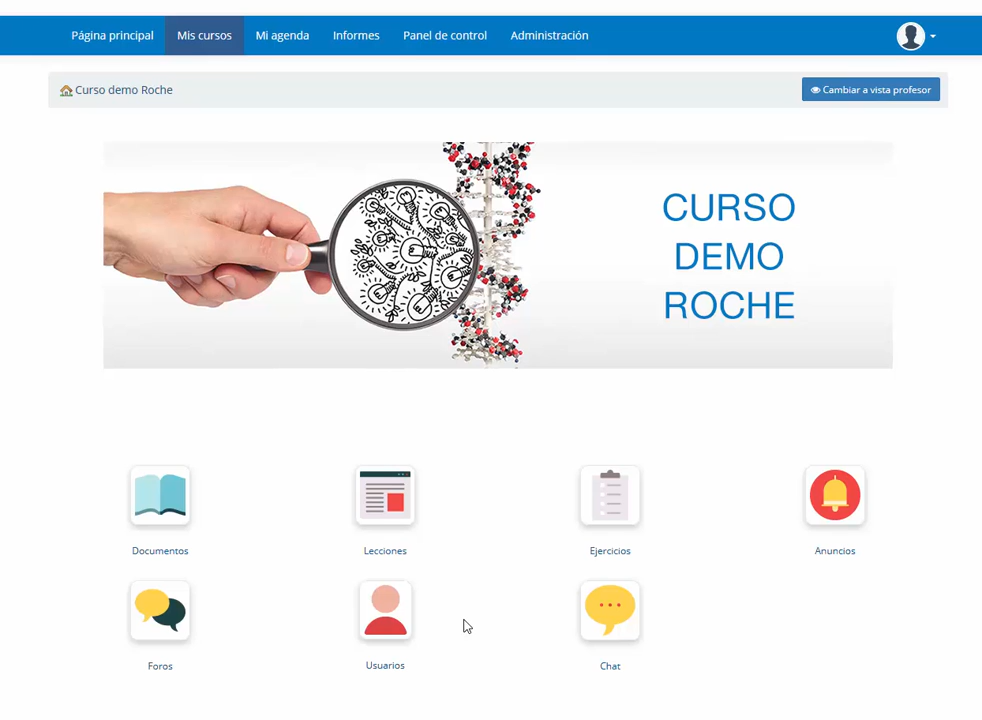 Página principal
Mis cursos
Mi agenda
Informes
Panel de control
Administración
Curso demo Roche
Cambiar a vista profesor
CURSO
DEMO
ROCHE
Documentos
Lecciones
Ejercicios
Anuncios
Foros
Usuarios
Chat